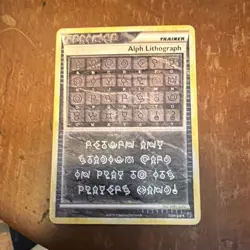 TRAINER
Alph Lithograph
RETURN ANY
STADIUM CARD
IN PLAY TO ITS
PLAYERS HAND!